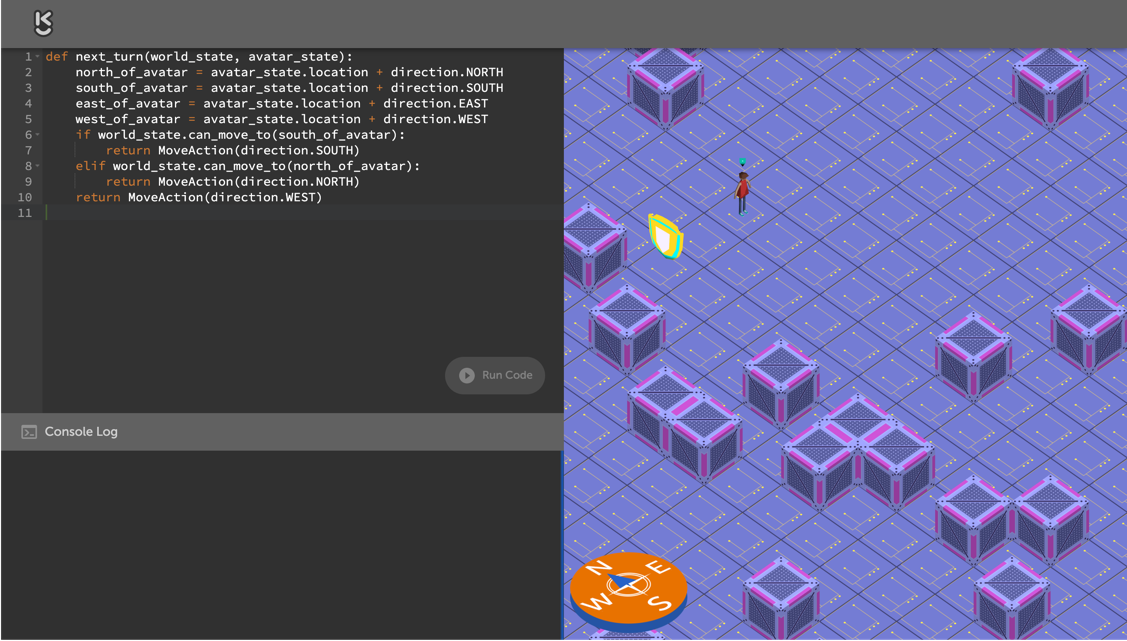 1 def next_turn(world_state, avatar_state):
2     north_of_avatar = avatar_state.location + direction.NORTH
3     south_of_avatar = avatar_state.location + direction.SOUTH
4     east_of_avatar = avatar_state.location + direction.EAST
5     west_of_avatar = avatar_state.location + direction.WEST
6     if world_state.can_move_to(south_of_avatar):
7         return MoveAction(direction.SOUTH)
8     elif world_state.can_move_to(north_of_avatar):
9         return MoveAction(direction.NORTH)
10     return MoveAction(direction.WEST)
11
Run Code
Console Log
N E
W S